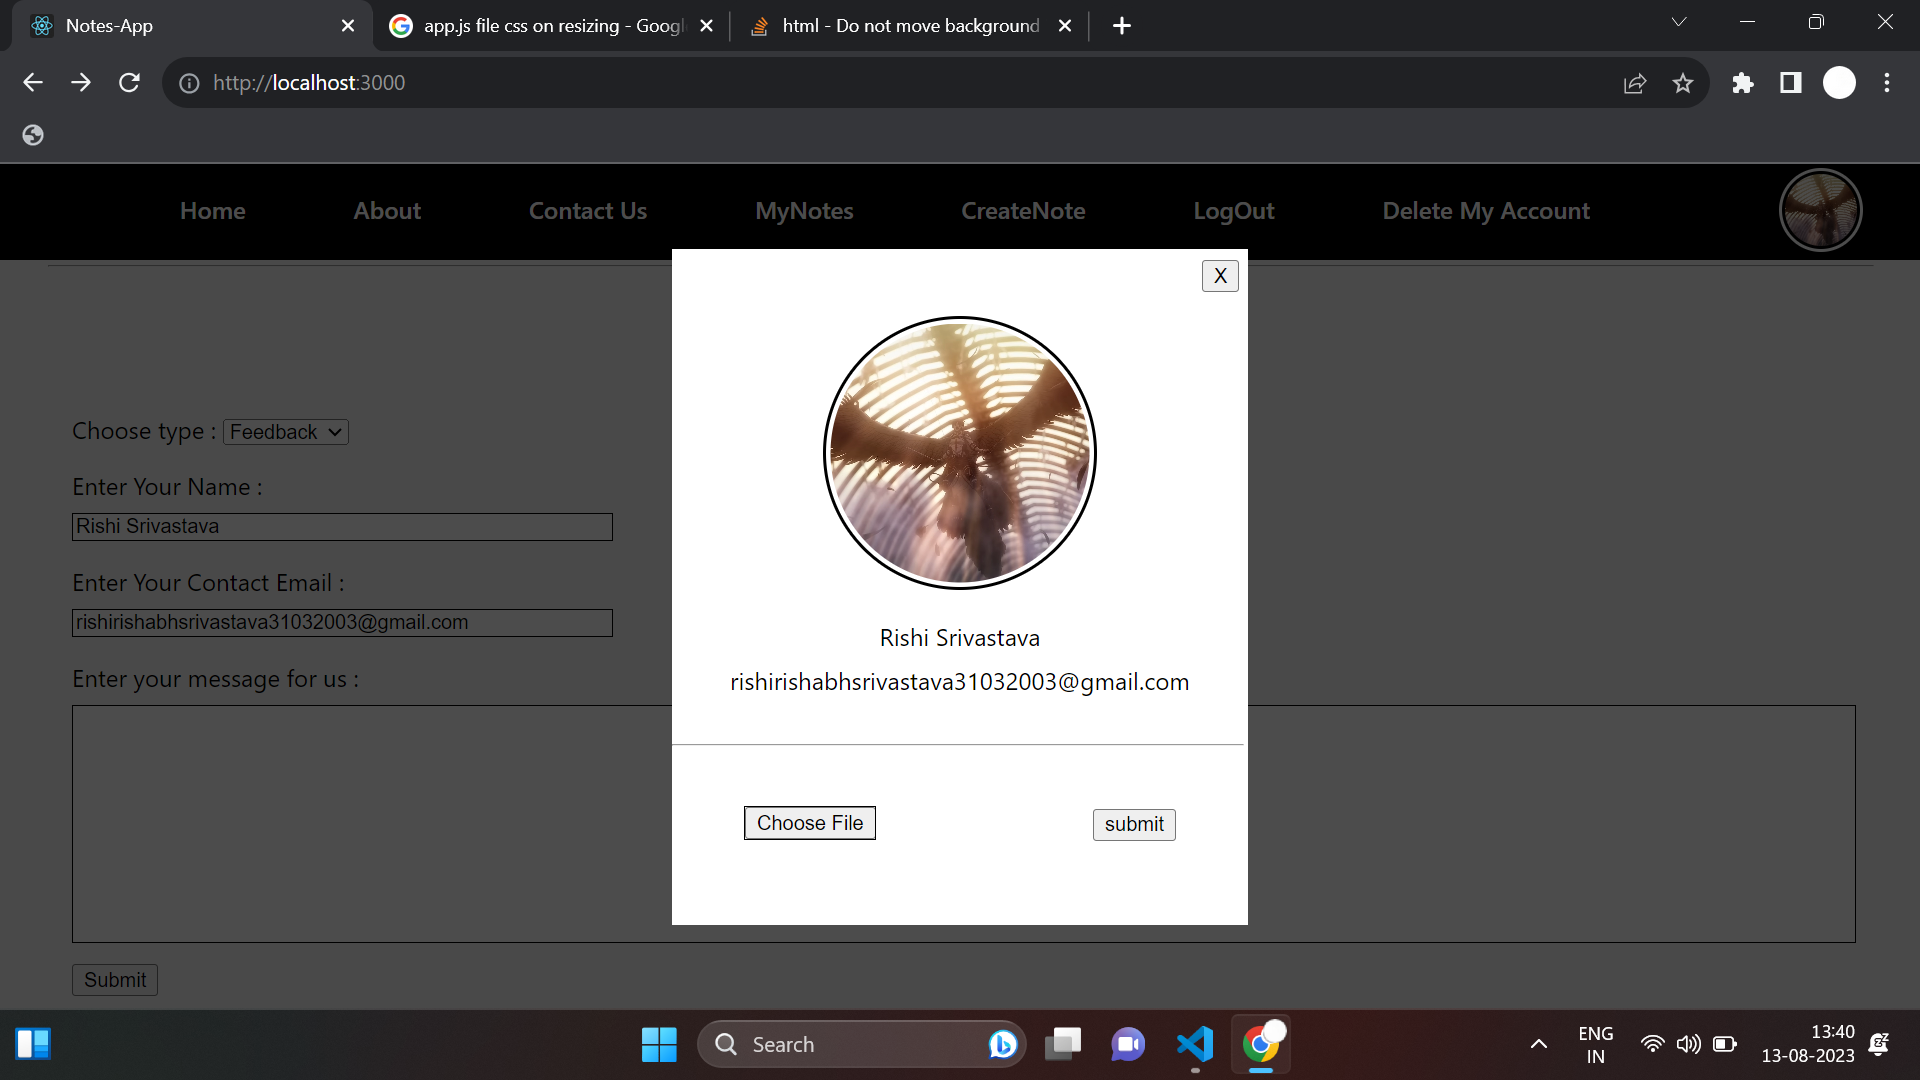 Notes-App
app.js file css on resizing - Googl
html - Do not move background
http://localhost:3000
Home About Contact Us MyNotes CreateNote LogOut Delete My Account
X
Choose type : Feedback
Enter Your Name :
Rishi Srivastava
Enter Your Contact Email :
rishirishabhsrivastava31032003@gmail.com
Enter your message for us :
Submit
Rishi Srivastava
rishirishabhsrivastava31032003@gmail.com
Choose File
submit
Search
ENG
IN
13:40
13-08-2023